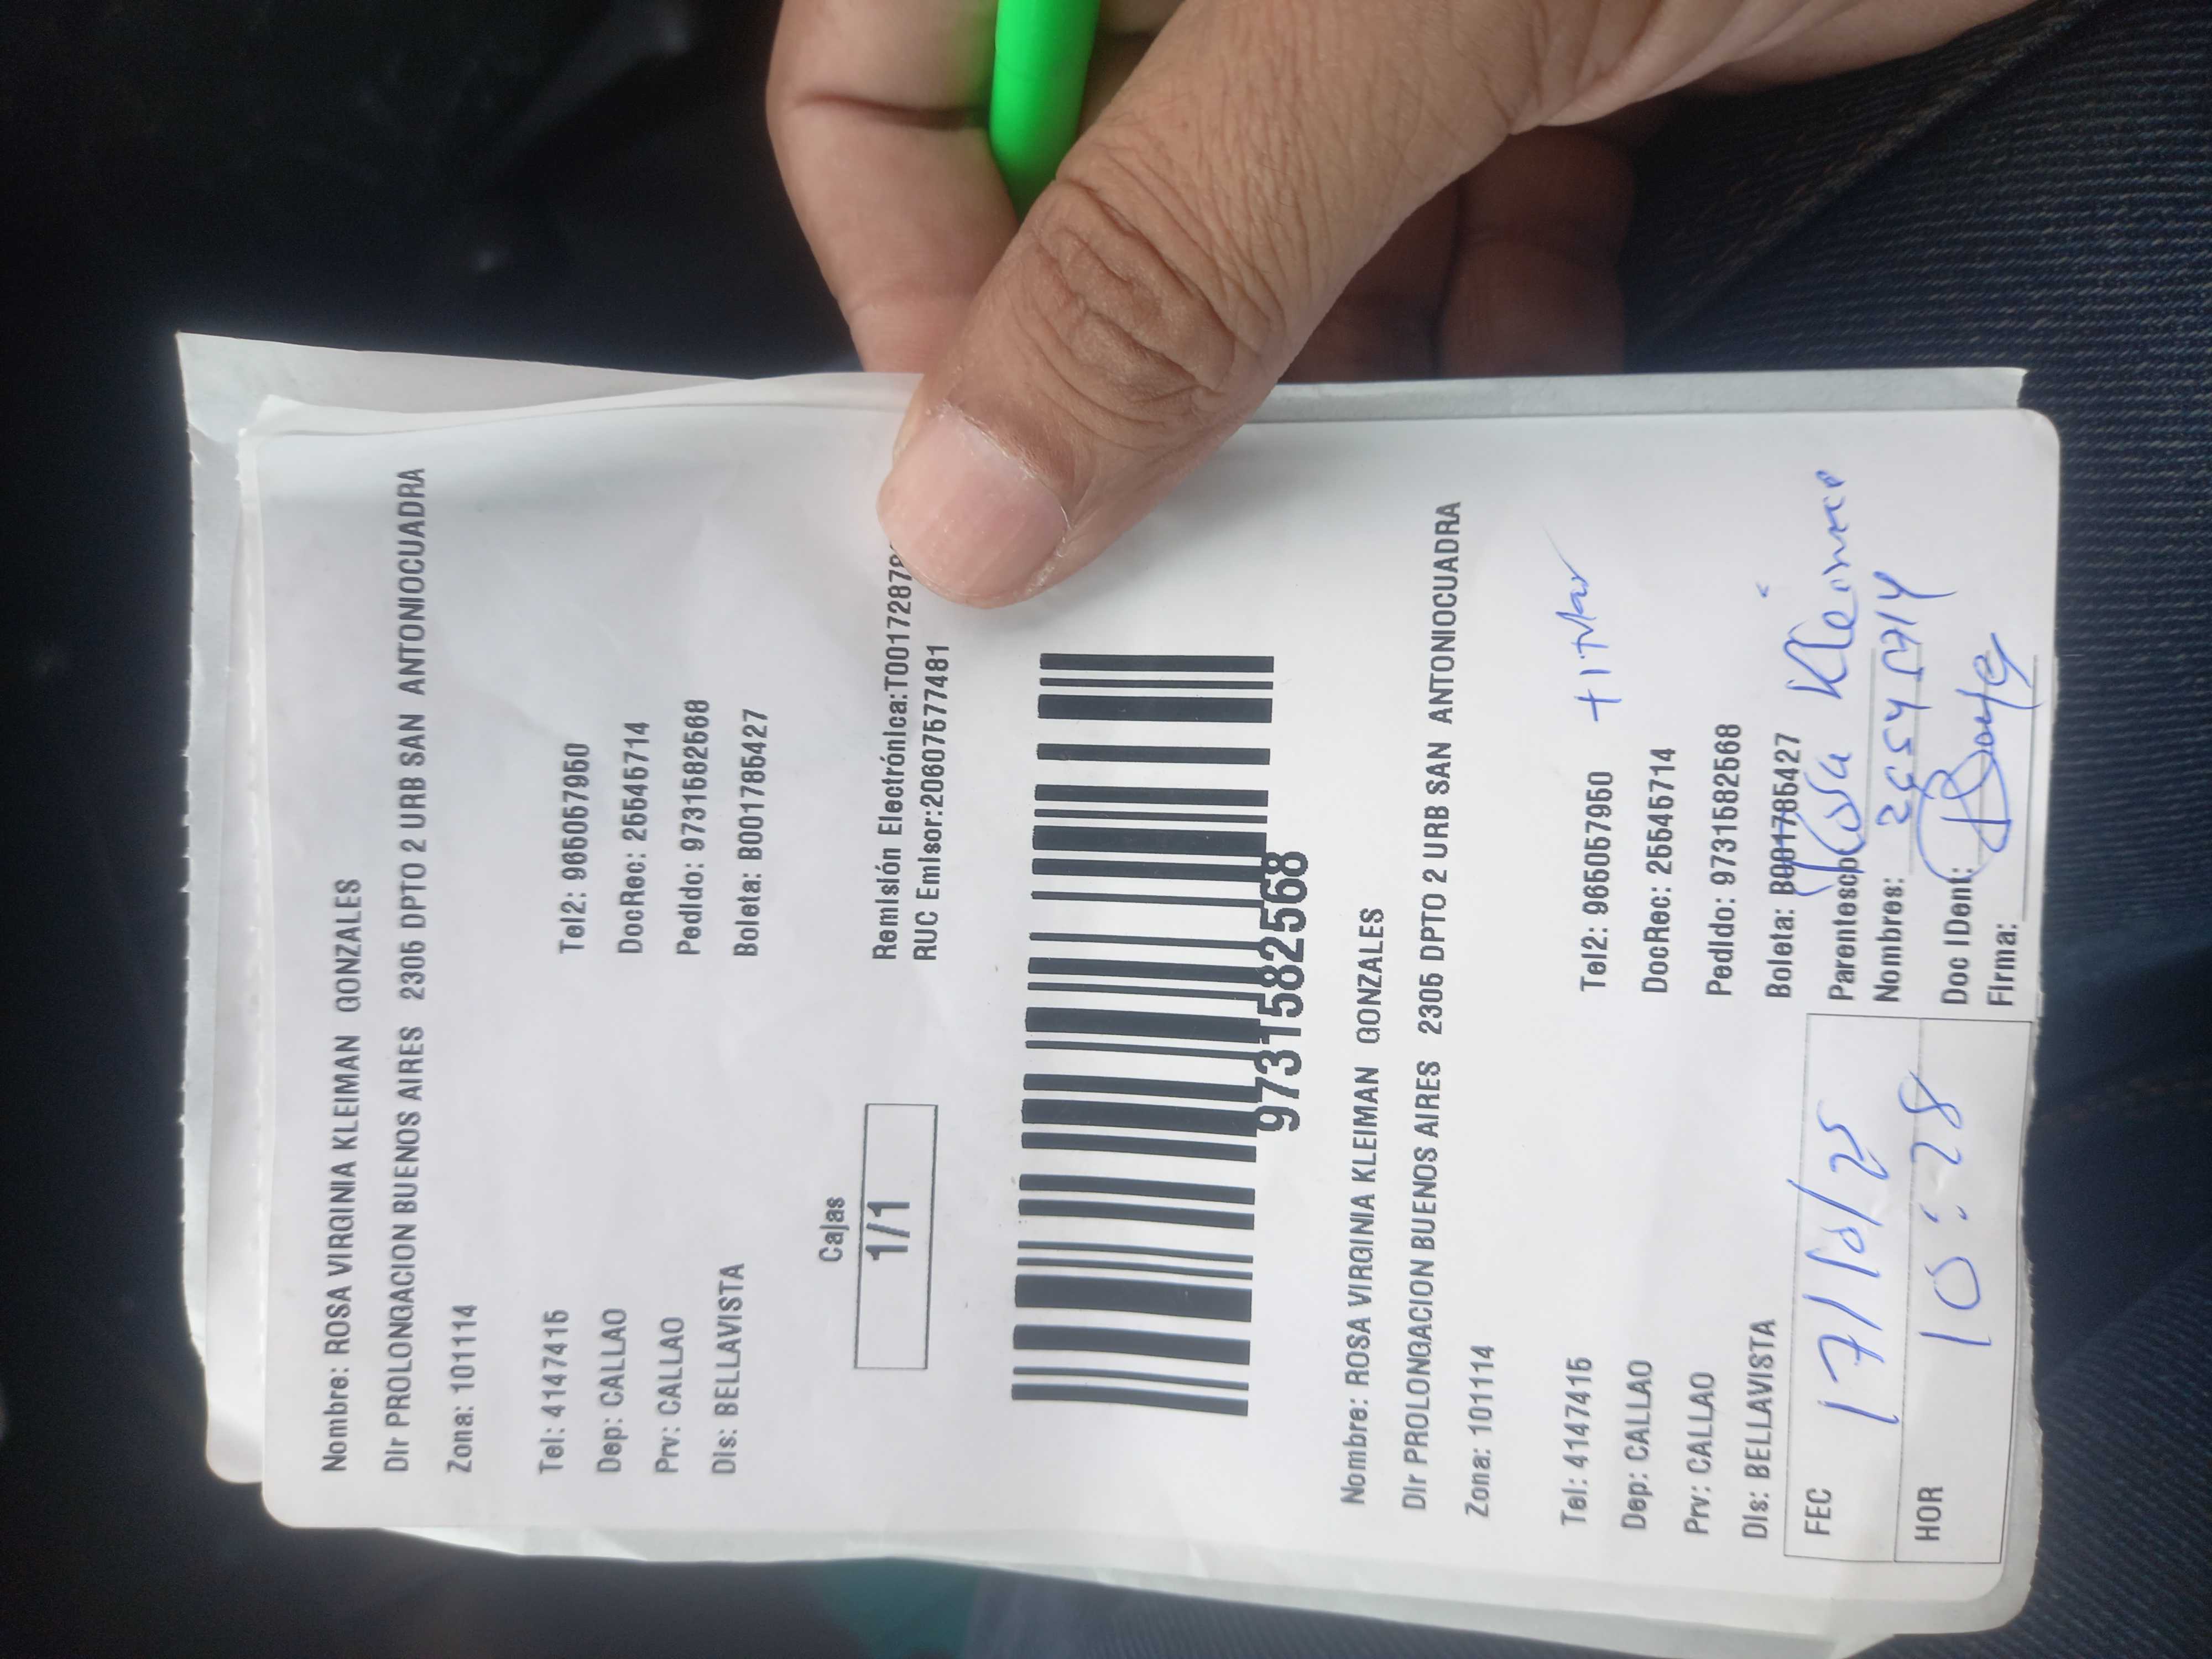 Nombre: ROSA VIRGINIA KLEIMAN GONZALES
Dir PROLONGACION BUENOS AIRES 2305 DPTO 2 URB SAN ANTONIOCUADRA
Zona: 101114
Tel: 4147415 Tel2: 965057950
Dep: CALLAO DocRec: 25545714
Prv: CALLAO Pedido: 9731582568
Dis: BELLAVISTA Boleta: B001785427
Cajas
1/1
Remisión Electrónica:T0017287
RUC Emisor:20607577481
9731582568
Nombre: ROSA VIRGINIA KLEIMAN GONZALES
Dir PROLONGACION BUENOS AIRES 2305 DPTO 2 URB SAN ANTONIOCUADRA
Zona: 101114
Tel: 4147415 Tel2: 965057950 titular
Dep: CALLAO DocRec: 25545714
Prv: CALLAO Pedido: 9731582568
Dis: BELLAVISTA Boleta: B001785427
FEC 17/10/25 Parentesco Rosa
Nombres: 25545714
HOR 10:28 Doc IDent:
Firma: